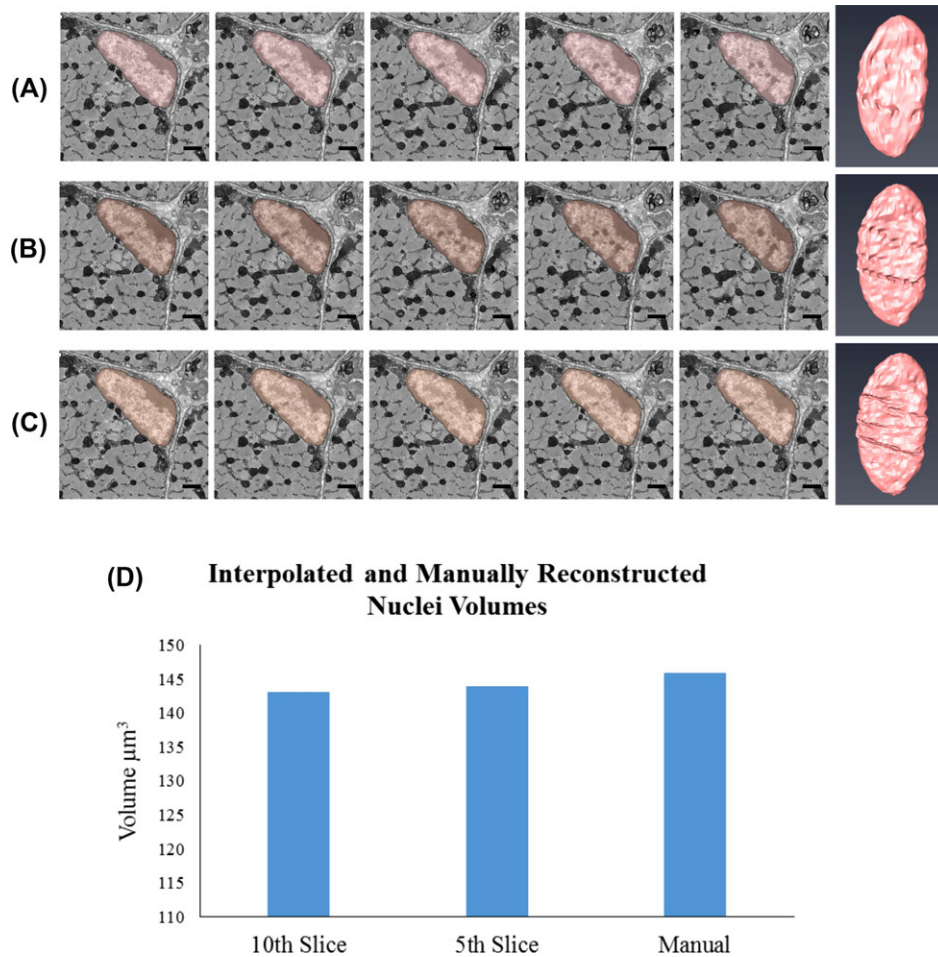 (A)
(B)
(C)
(D)
Interpolated and Manually Reconstructed
Nuclei Volumes
Volume μm³
150
145
140
135
130
125
120
115
110
10th Slice
5th Slice
Manual